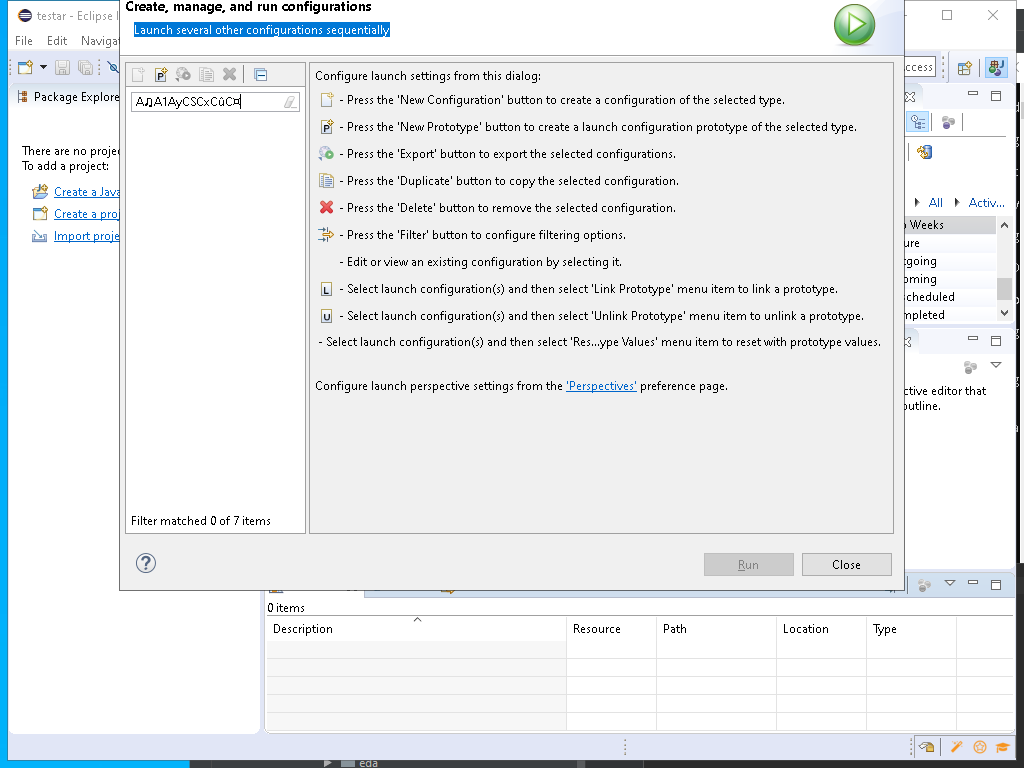 testar - Eclipse I
File Edit Navigat
Create, manage, and run configurations
Launch several other configurations sequentially
Package Explore
There are no projec
To add a project:
Create a Java
Create a proj
Import proje
Filter matched 0 of 7 items
Configure launch settings from this dialog:
- Press the 'New Configuration' button to create a configuration of the selected type.
- Press the 'New Prototype' button to create a launch configuration prototype of the selected type.
- Press the 'Export' button to export the selected configurations.
- Press the 'Duplicate' button to copy the selected configuration.
- Press the 'Delete' button to remove the selected configuration.
- Press the 'Filter' button to configure filtering options.
- Edit or view an existing configuration by selecting it.
L - Select launch configuration(s) and then select 'Link Prototype' menu item to link a prototype.
U - Select launch configuration(s) and then select 'Unlink Prototype' menu item to unlink a prototype.
- Select launch configuration(s) and then select 'Res...ype Values' menu item to reset with prototype values.
Configure launch perspective settings from the 'Perspectives' preference page.
? Run Close
ccess
All Activ...
Weeks
ure
tgoing
oming
cheduled
mpleted
ctive editor that
outline.
0 items
Description Resource Path Location Type
eda